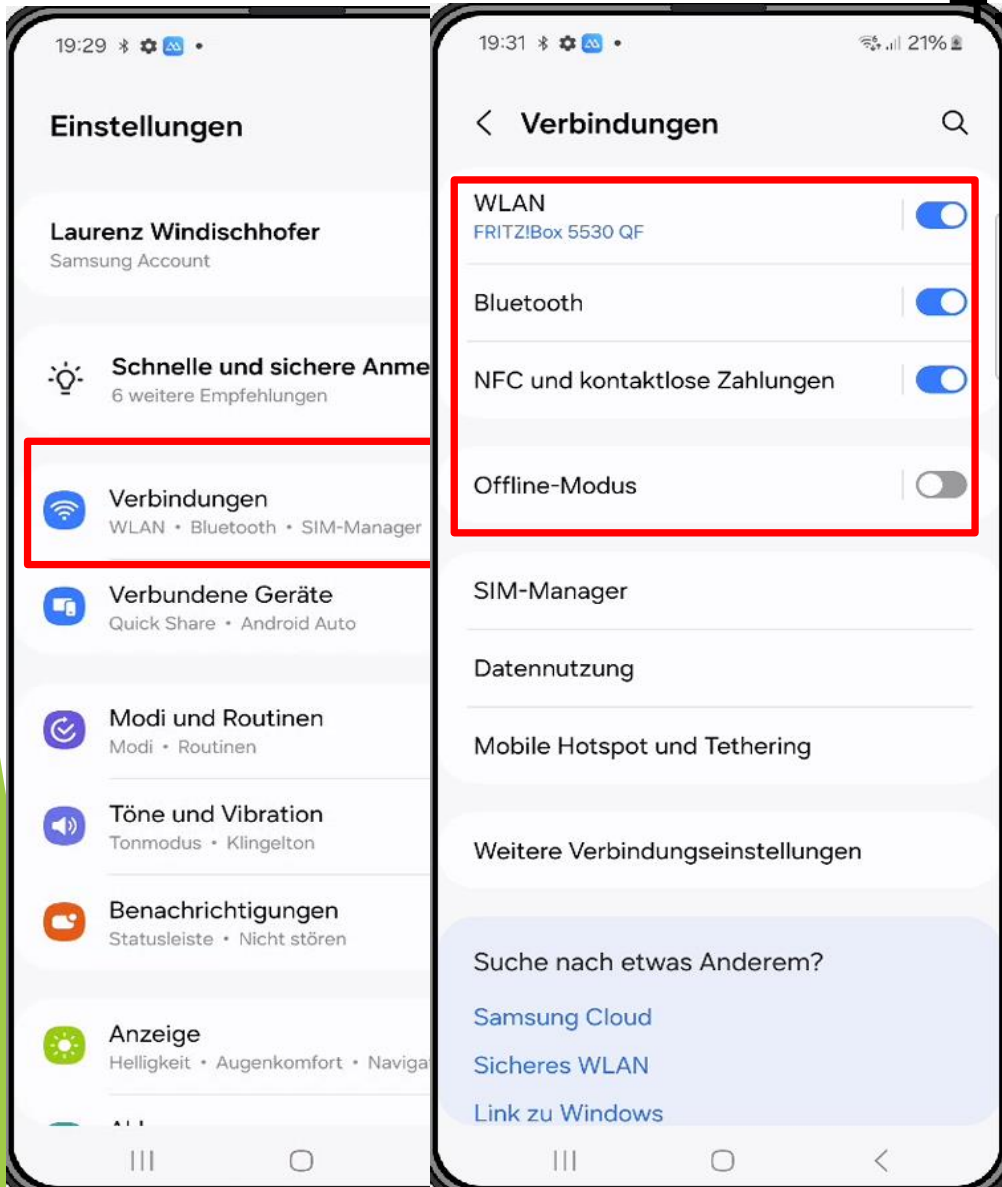 19:29
Einstellungen
Laurenz Windischhofer
Samsung Account
Schnelle und sichere Anme
6 weitere Empfehlungen
Verbindungen
WLAN • Bluetooth • SIM-Manager
Verbundene Geräte
Quick Share • Android Auto
Modi und Routinen
Modi • Routinen
Töne und Vibration
Tonmodus • Klingelton
Benachrichtigungen
Statusleiste • Nicht stören
Anzeige
Helligkeit • Augenkomfort • Naviga
19:31 21%
Verbindungen
WLAN
FRITZ!Box 5530 QF
Bluetooth
NFC und kontaktlose Zahlungen
Offline-Modus
SIM-Manager
Datennutzung
Mobile Hotspot und Tethering
Weitere Verbindungseinstellungen
Suche nach etwas Anderem?
Samsung Cloud
Sicheres WLAN
Link zu Windows